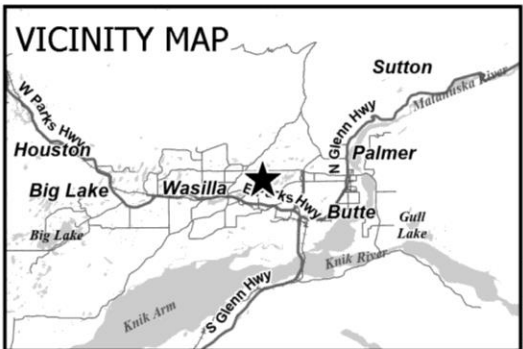 VICINITY MAP
Sutton
Matanuska River
W Parks Hwy
N Glenn Hwy
Houston
Palmer
Big Lake
Wasilla
E Parks Hwy
Butte
Gull
Lake
Big Lake
Knik River
Knik Arm
S Glenn Hwy